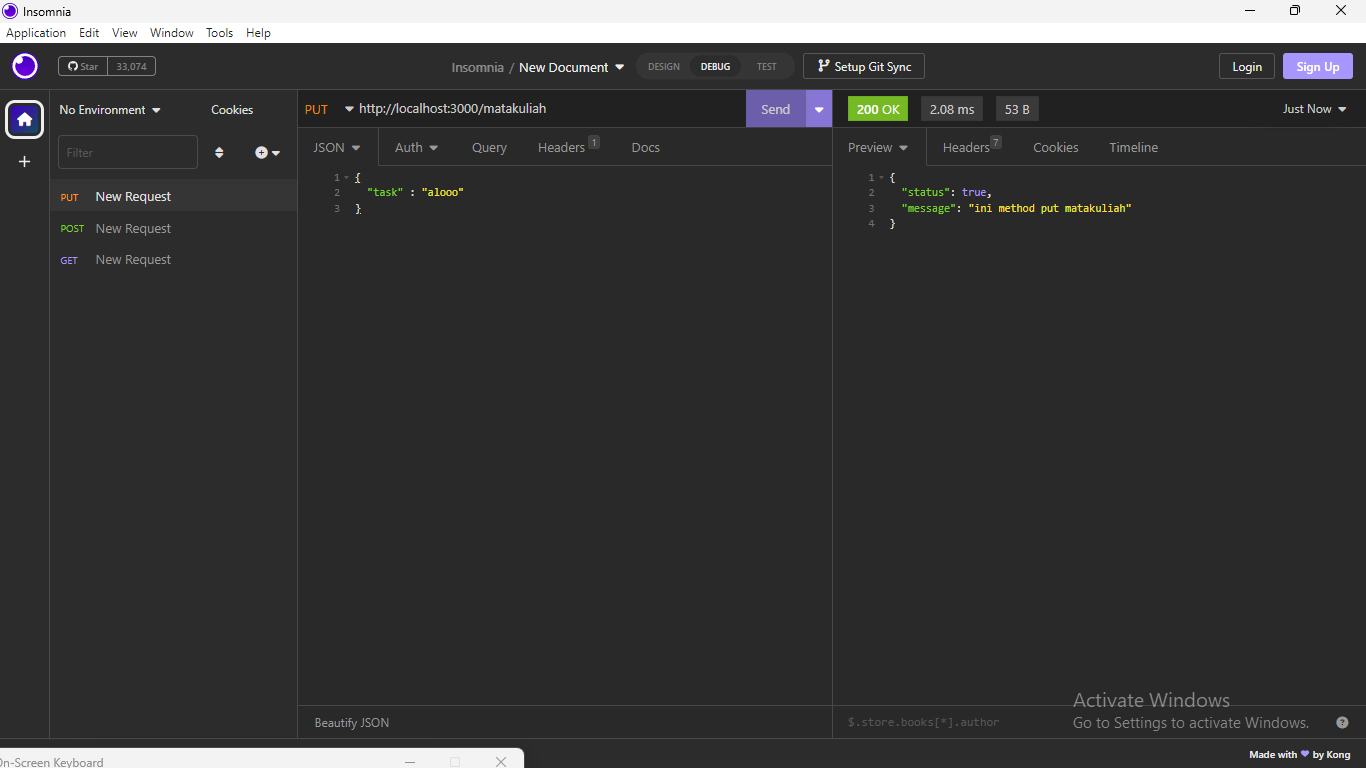 Insomnia
Application Edit View Window Tools Help
Star 33,074
Insomnia / New Document
DESIGN DEBUG TEST
Setup Git Sync
Login Sign Up
No Environment Cookies
Filter
PUT New Request
POST New Request
GET New Request
PUT http://localhost:3000/matakuliah
Send
JSON Auth Query Headers 1 Docs
1 {
2 "task" : "alooo"
3 }
Beautify JSON
200 OK 2.08 ms 53 B Just Now
Preview Headers 7 Cookies Timeline
1 {
2 "status": true,
3 "message": "ini method put matakuliah"
4 }
$.store.books[*].author
Activate Windows
Go to Settings to activate Windows.
Made with ♥ by Kong
On-Screen Keyboard